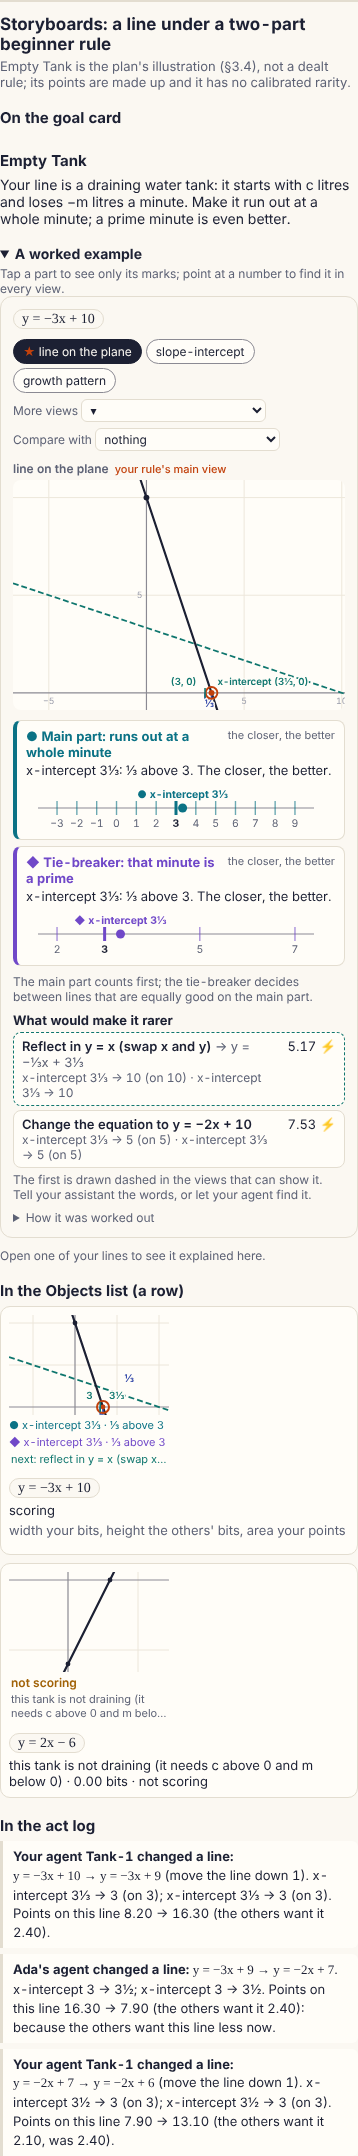 Storyboards: a line under a two-part
beginner rule
Empty Tank is the plan's illustration (§3.4), not a dealt
rule; its points are made up and it has no calibrated rarity.
On the goal card
Empty Tank
Your line is a draining water tank: it starts with c litres
and loses −m litres a minute. Make it run out at a
whole minute; a prime minute is even better.
▼ A worked example
Tap a part to see only its marks; point at a number to find it in
every view.
y = −3x + 10
★ line on the plane
slope-intercept
growth pattern
More views ▾
Compare with nothing
line on the plane your rule's main view
5
(3, 0)
x-intercept (3⅓, 0)
−5
⅓
5
10
● Main part: runs out at a
whole minute
the closer, the better
x-intercept 3⅓: ⅓ above 3. The closer, the better.
● x-intercept 3⅓
−3 −2 −1 0 1 2 3 4 5 6 7 8 9
◆ Tie-breaker: that minute is
a prime
the closer, the better
x-intercept 3⅓: ⅓ above 3. The closer, the better.
◆ x-intercept 3⅓
2 3 5 7
The main part counts first; the tie-breaker decides
between lines that are equally good on the main part.
What would make it rarer
Reflect in y = x (swap x and y) → y =
−⅓x + 3⅓
5.17 ⚡
x-intercept 3⅓ → 10 (on 10) · x-intercept
3⅓ → 10
Change the equation to y = −2x + 10
7.53 ⚡
x-intercept 3⅓ → 5 (on 5) · x-intercept 3⅓
→ 5 (on 5)
The first is drawn dashed in the views that can show it.
Tell your assistant the words, or let your agent find it.
▶ How it was worked out
Open one of your lines to see it explained here.
In the Objects list (a row)
⅓
3
3⅓
● x-intercept 3⅓ · ⅓ above 3
◆ x-intercept 3⅓ · ⅓ above 3
next: reflect in y = x (swap x…
y = −3x + 10
scoring
width your bits, height the others' bits, area your points
not scoring
this tank is not draining (it
needs c above 0 and m belo…
y = 2x − 6
this tank is not draining (it needs c above 0 and m
below 0) · 0.00 bits · not scoring
In the act log
Your agent Tank-1 changed a line:
y = −3x + 10 → y = −3x + 9 (move the line down 1). x-
intercept 3⅓ → 3 (on 3); x-intercept 3⅓ → 3 (on 3).
Points on this line 8.20 → 16.30 (the others want it
2.40).
Ada's agent changed a line: y = −3x + 9 → y = −2x + 7.
x-intercept 3 → 3½; x-intercept 3 → 3½. Points on
this line 16.30 → 7.90 (the others want it 2.40):
because the others want this line less now.
Your agent Tank-1 changed a line:
y = −2x + 7 → y = −2x + 6 (move the line down 1). x-
intercept 3½ → 3 (on 3); x-intercept 3½ → 3 (on 3).
Points on this line 7.90 → 13.10 (the others want it
2.10, was 2.40).